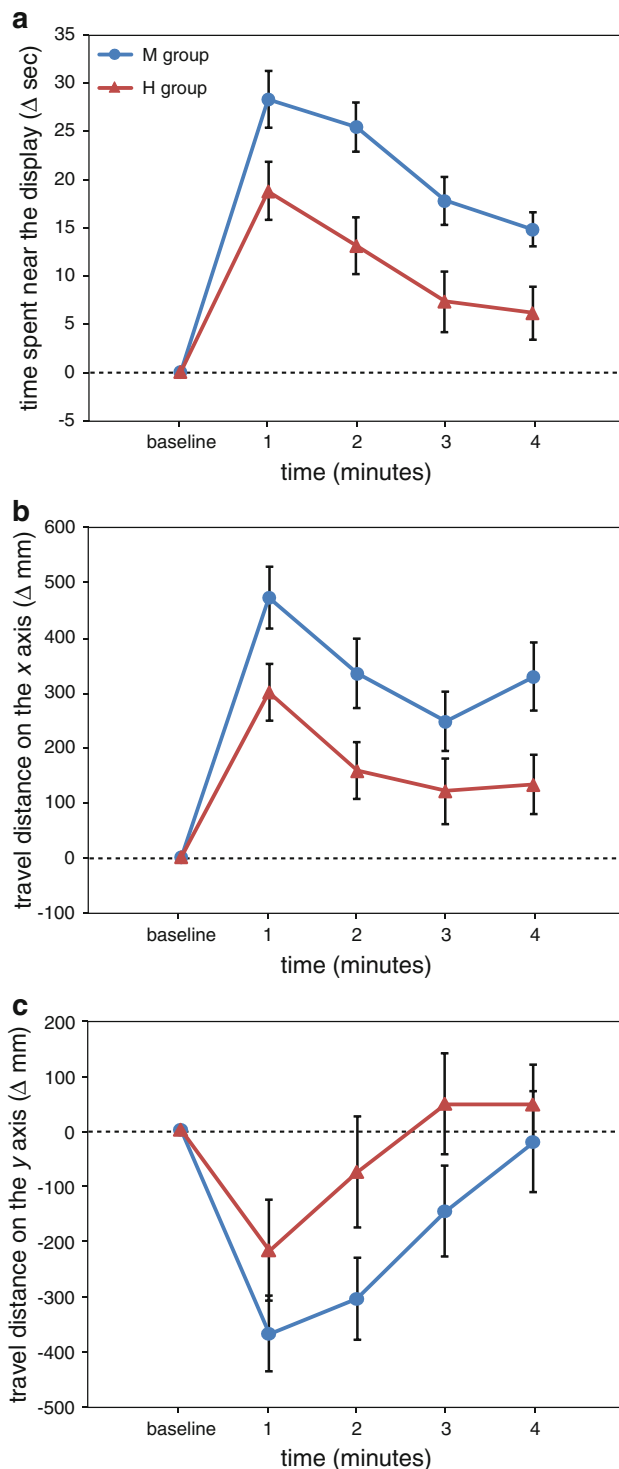 a
time spent near the display (Δ sec)
35
30
25
20
15
10
5
0
-5
M group
H group
baseline 1 2 3 4
time (minutes)
b
travel distance on the x axis (Δ mm)
600
500
400
300
200
100
0
-100
baseline 1 2 3 4
time (minutes)
c
travel distance on the y axis (Δ mm)
200
100
0
-100
-200
-300
-400
-500
baseline 1 2 3 4
time (minutes)